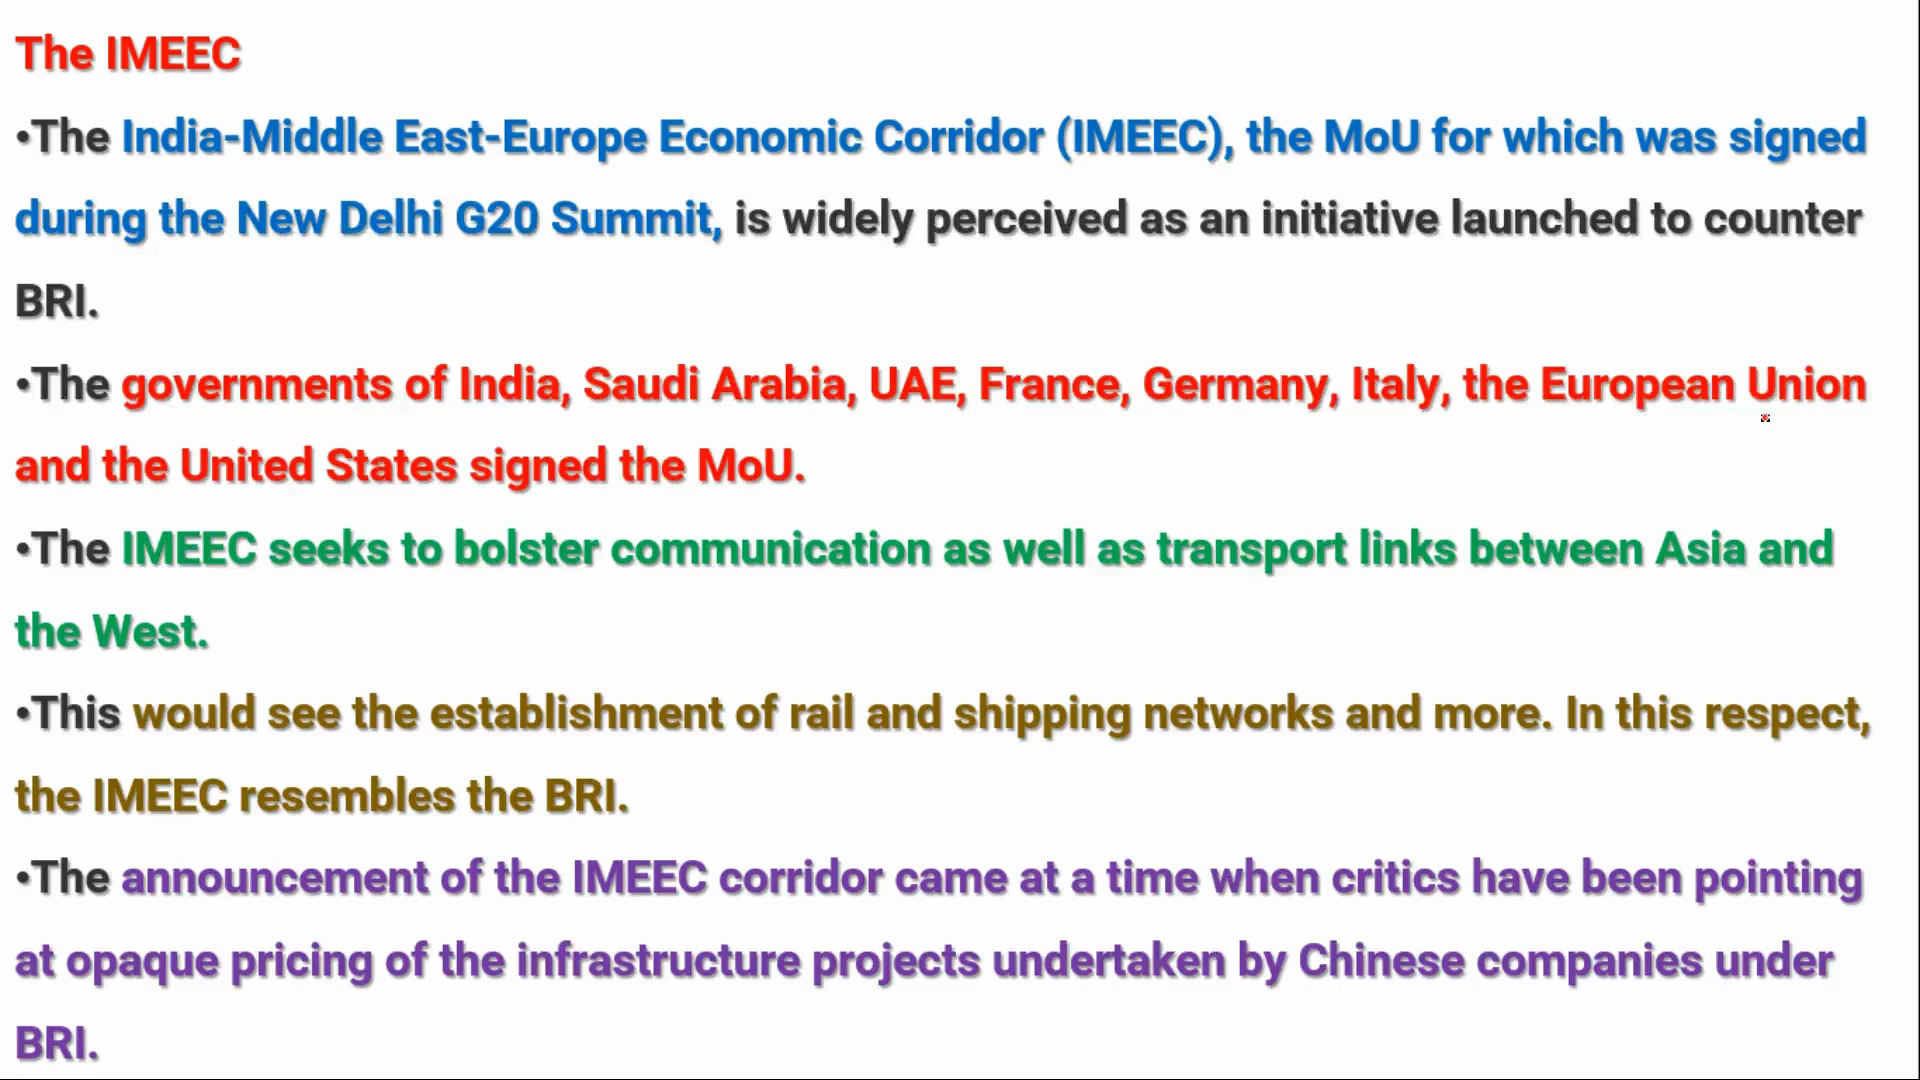 The IMEEC
•The India-Middle East-Europe Economic Corridor (IMEEC), the MoU for which was signed
during the New Delhi G20 Summit, is widely perceived as an initiative launched to counter
BRI.
•The governments of India, Saudi Arabia, UAE, France, Germany, Italy, the European Union
and the United States signed the MoU.
•The IMEEC seeks to bolster communication as well as transport links between Asia and
the West.
•This would see the establishment of rail and shipping networks and more. In this respect,
the IMEEC resembles the BRI.
•The announcement of the IMEEC corridor came at a time when critics have been pointing
at opaque pricing of the infrastructure projects undertaken by Chinese companies under
BRI.